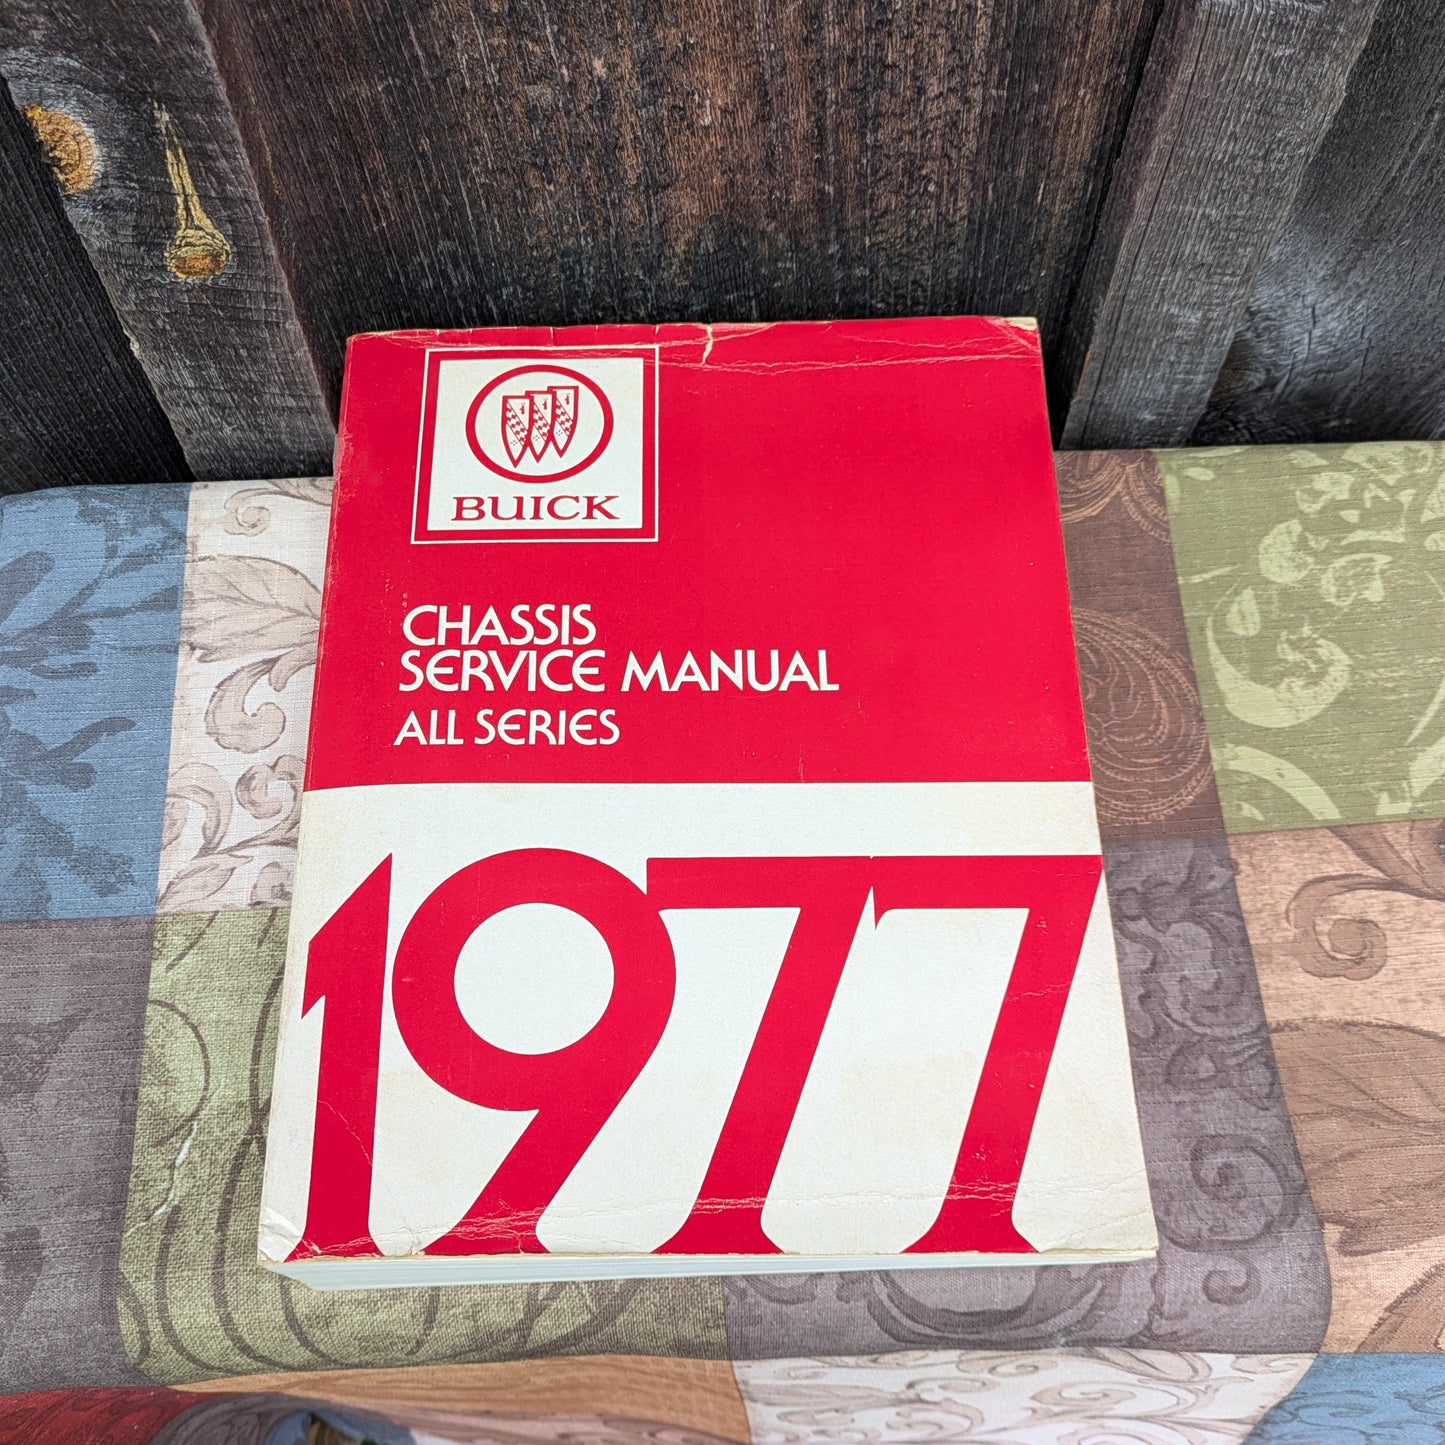 BUICK
CHASSIS
SERVICE MANUAL
ALL SERIES
1977